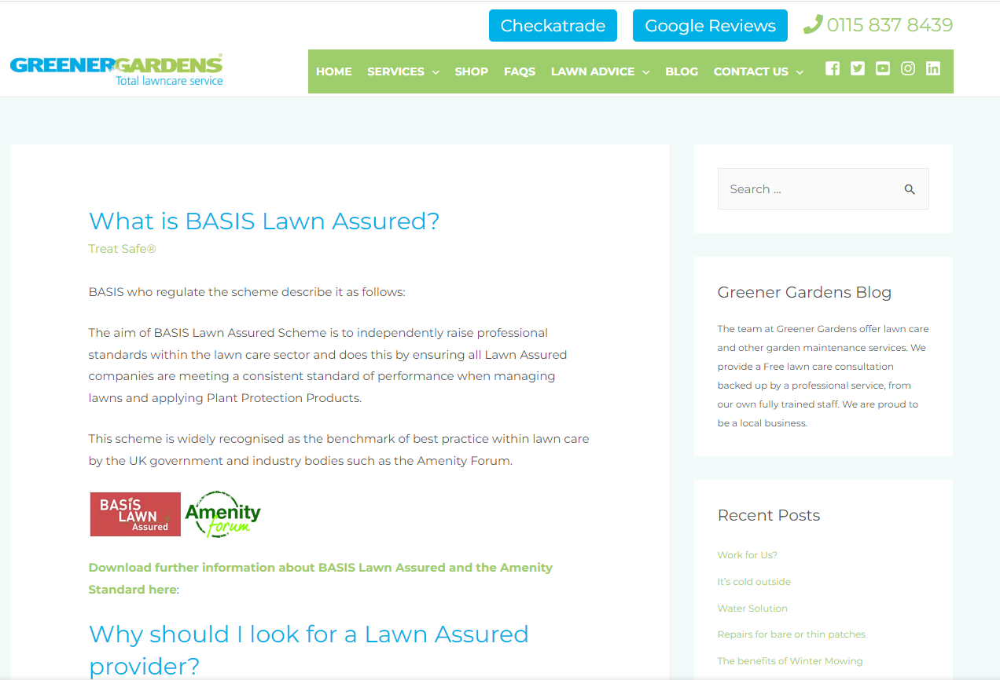 Checkatrade
Google Reviews
0115 837 8439
GREENERGARDENS®
Total lawncare service
HOME
SERVICES
SHOP
FAQS
LAWN ADVICE
BLOG
CONTACT US
What is BASIS Lawn Assured?
Treat Safe®
BASIS who regulate the scheme describe it as follows:
The aim of BASIS Lawn Assured Scheme is to independently raise professional
standards within the lawn care sector and does this by ensuring all Lawn Assured
companies are meeting a consistent standard of performance when managing
lawns and applying Plant Protection Products.
This scheme is widely recognised as the benchmark of best practice within lawn care
by the UK government and industry bodies such as the Amenity Forum.
BASIS
LAWN
Assured
Amenity
forum
Download further information about BASIS Lawn Assured and the Amenity
Standard here:
Why should I look for a Lawn Assured
provider?
Search ...
Greener Gardens Blog
The team at Greener Gardens offer lawn care
and other garden maintenance services. We
provide a Free lawn care consultation
backed up by a professional service, from
our own fully trained staff. We are proud to
be a local business.
Recent Posts
Work for Us?
It's cold outside
Water Solution
Repairs for bare or thin patches
The benefits of Winter Mowing